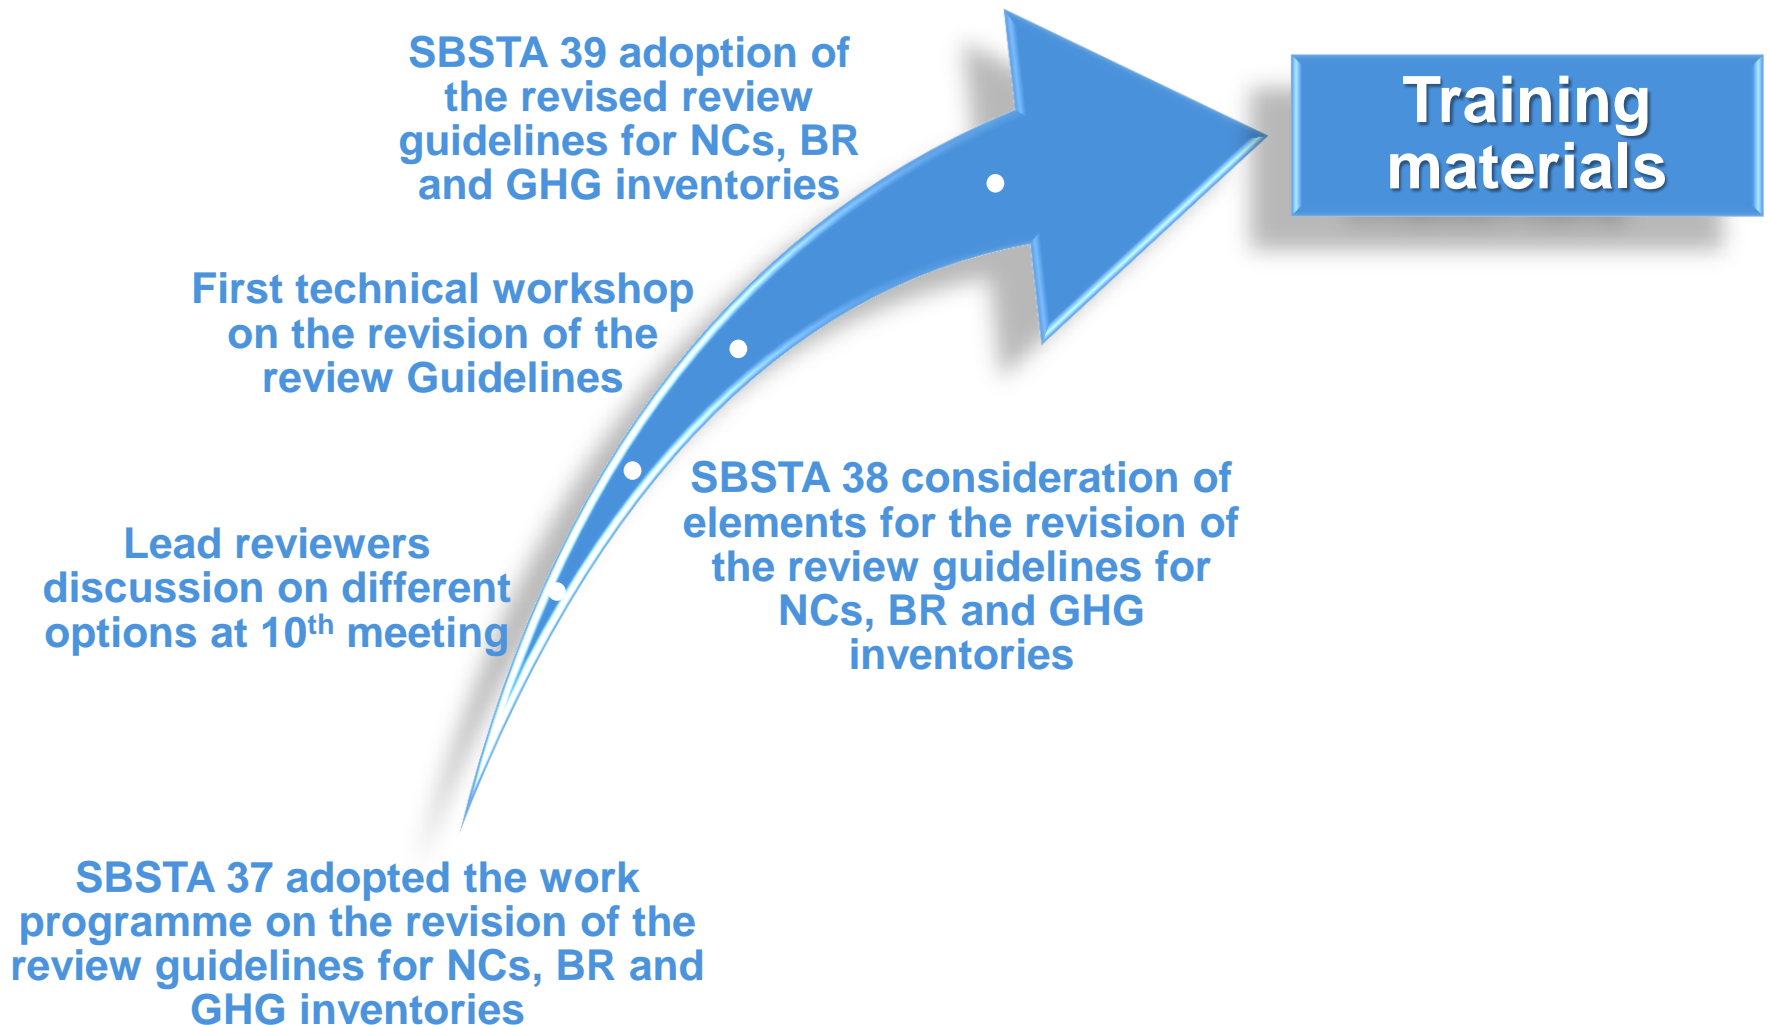 SBSTA 39 adoption of
the revised review
guidelines for NCs, BR
and GHG inventories
Training
materials
First technical workshop
on the revision of the
review Guidelines
SBSTA 38 consideration of
elements for the revision of
the review guidelines for
NCs, BR and GHG
inventories
Lead reviewers
discussion on different
options at 10th meeting
SBSTA 37 adopted the work
programme on the revision of the
review guidelines for NCs, BR and
GHG inventories